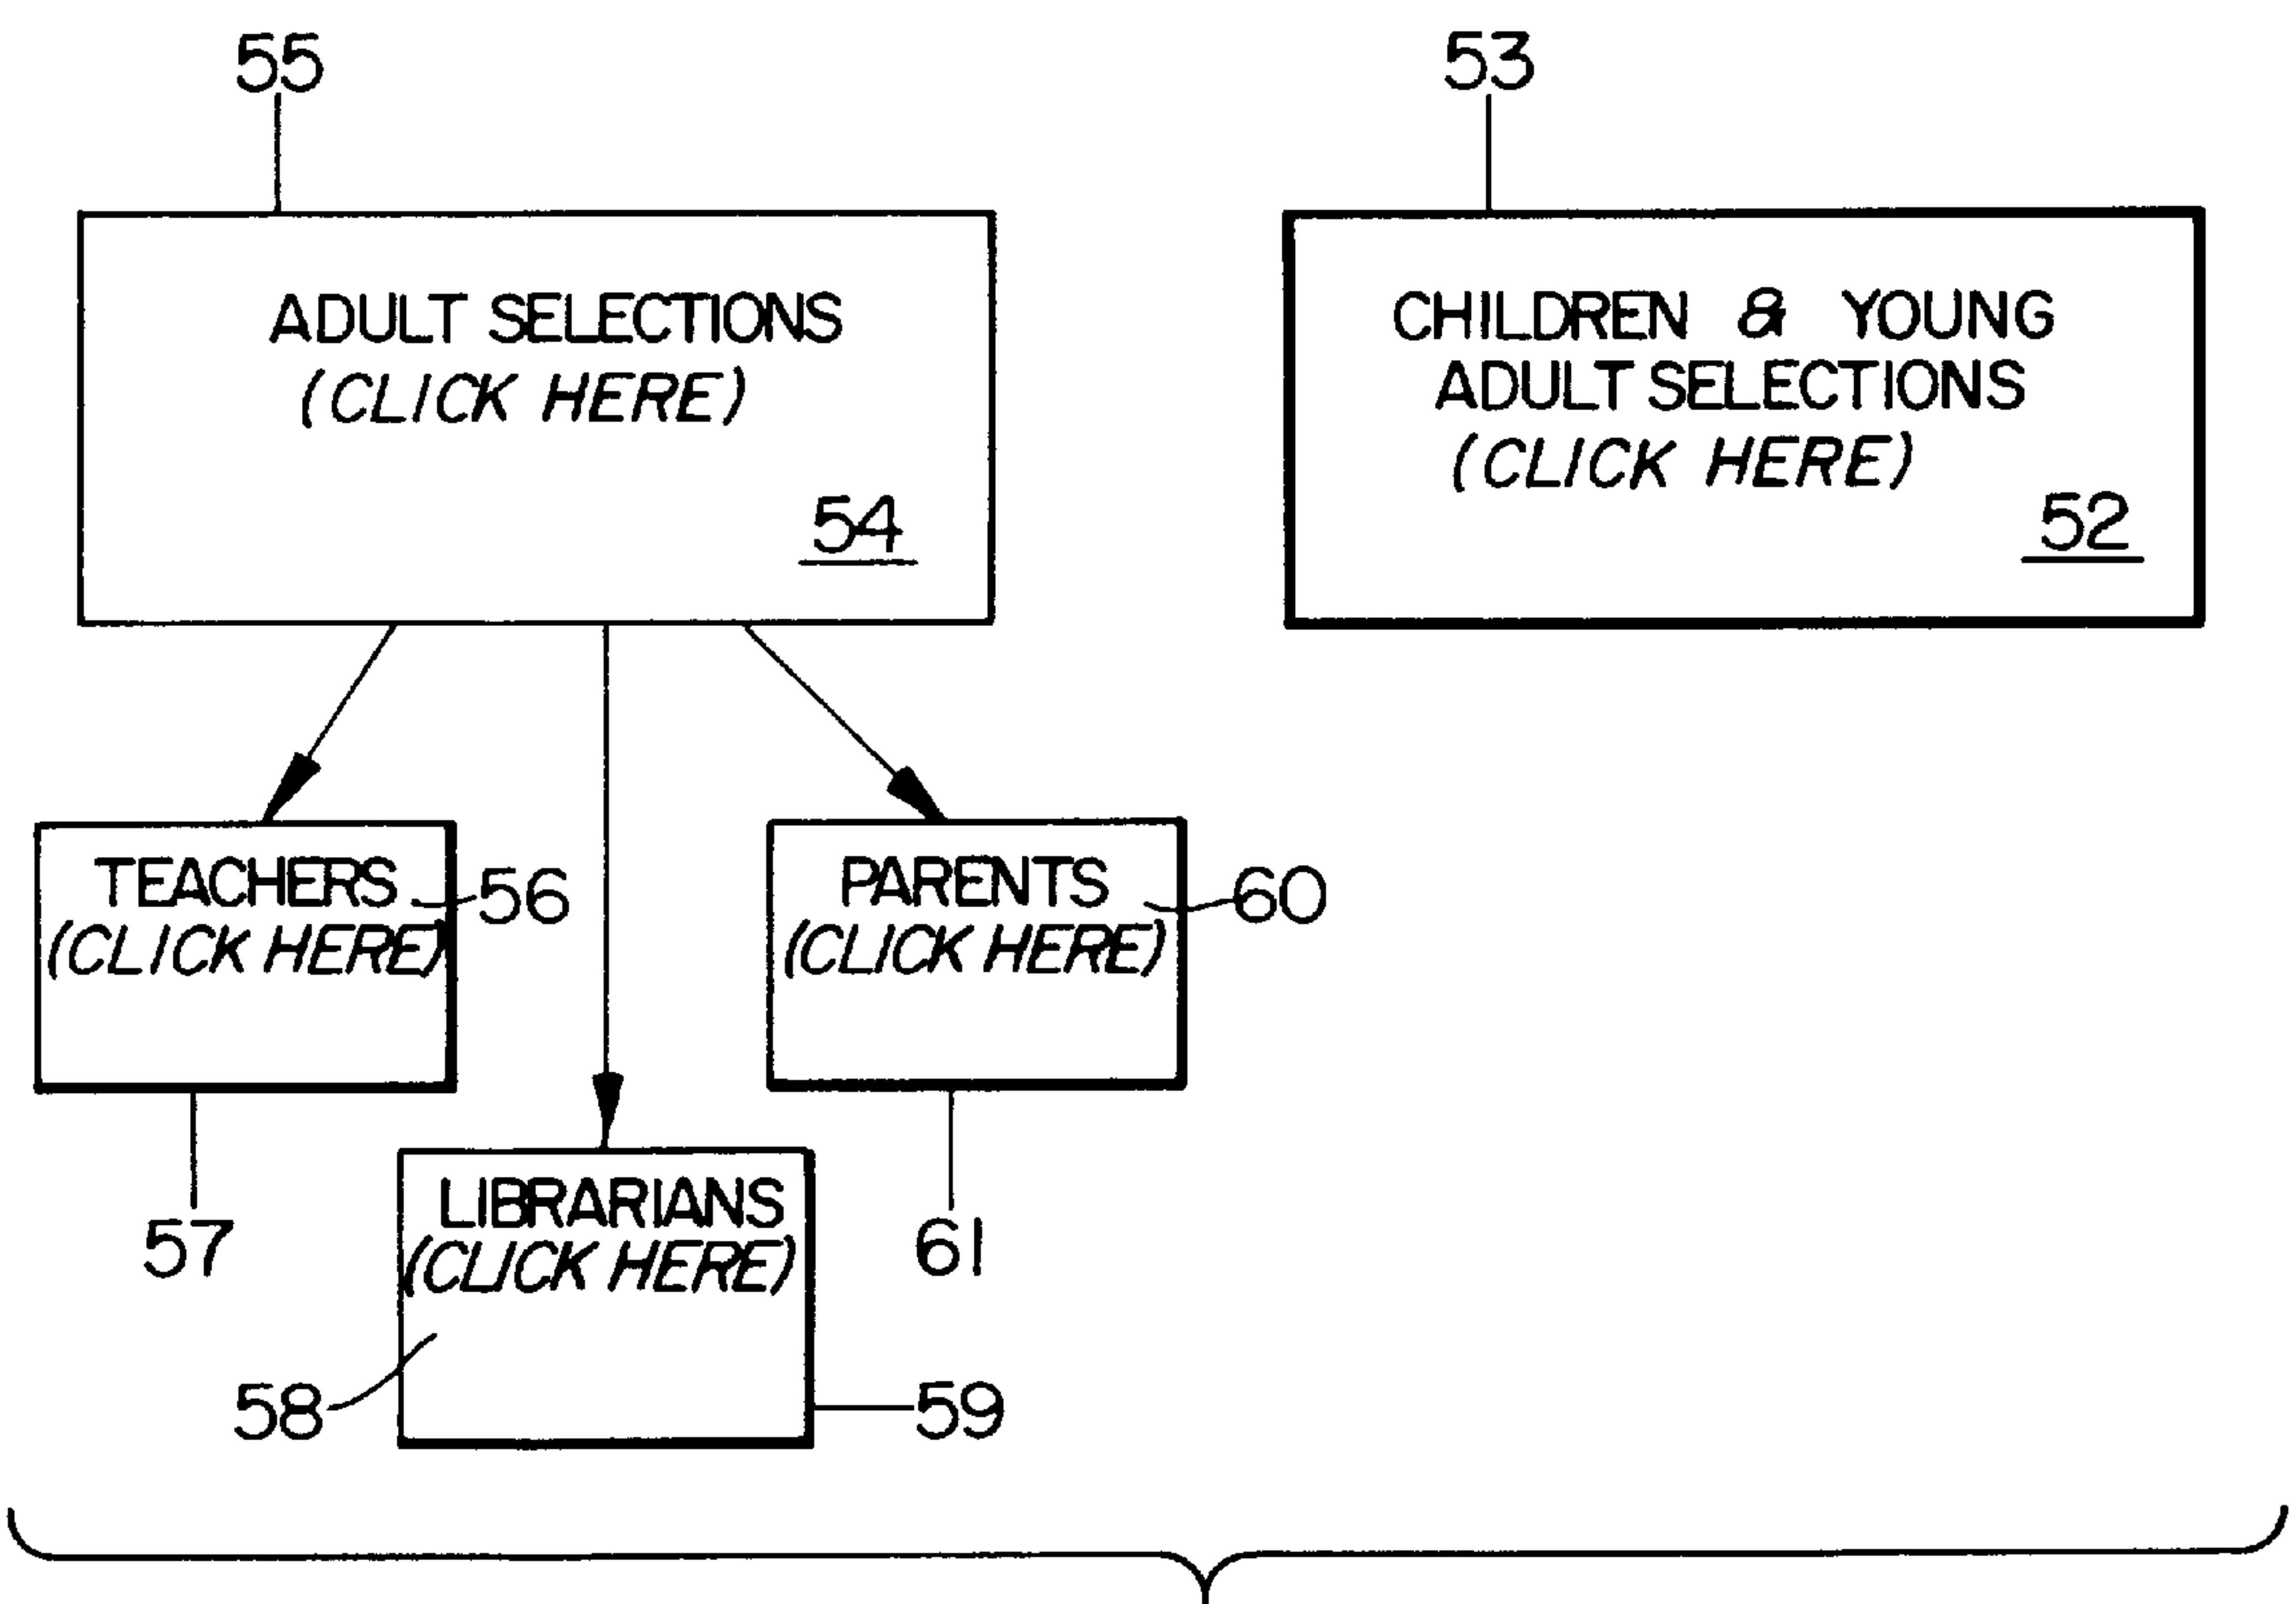 55
53
ADULT SELECTIONS
(CLICK HERE)
54
CHILDREN & YOUNG
ADULT SELECTIONS
(CLICK HERE)
52
TEACHERS
(CLICK HERE)
56
PARENTS
(CLICK HERE)
60
57
61
LIBRARIANS
(CLICK HERE)
58
59